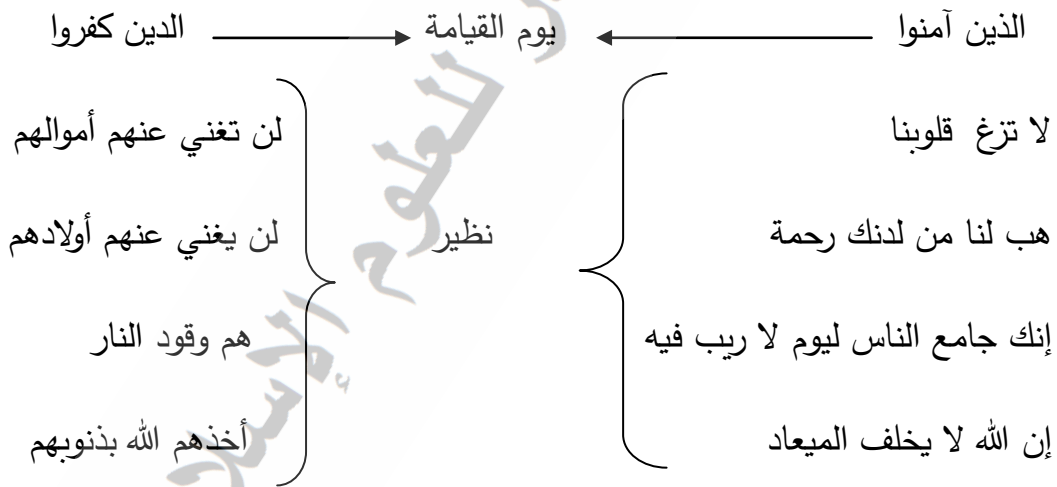 الذين آمنوا يوم القيامة الدين كفروا
لا تزغ قلوبنا لن تغني عنهم أموالهم
هب لنا من لدنك رحمة نظير لن يغني عنهم أولادهم
إنك جامع الناس ليوم لا ريب فيه هم وقود النار
إن الله لا يخلف الميعاد أخذهم الله بذنوبهم
للعلوم الإسلا